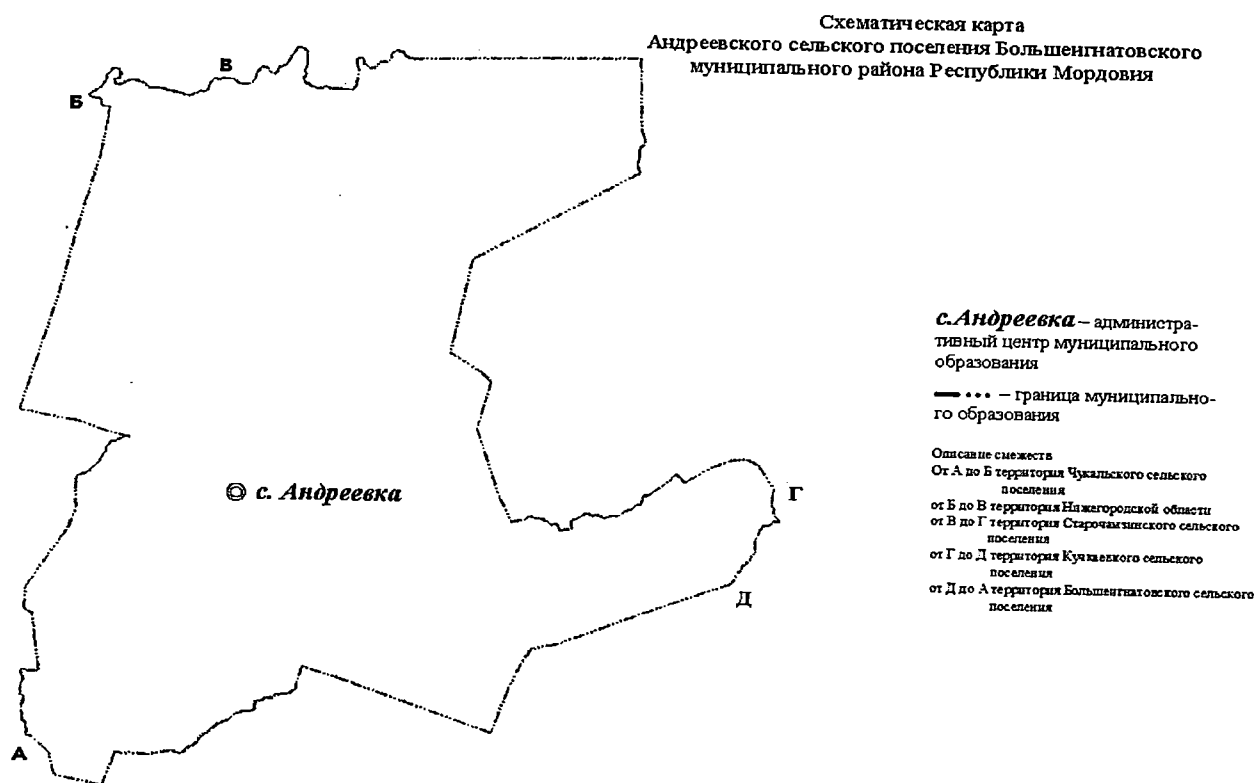 Схематическая карта
Андреевского сельского поселения Большеигнатовского
муниципального района Республики Мордовия
В
Б
с.Андреевка – администра-
тивный центр муниципального
образования
– граница муниципально-
го образования
Описание смежеств
От А до Б территория Чукальского сельского
поселения
от Б до В территория Нижегородской области
от В до Г территория Старочамзинского сельского
поселения
от Г до Д территория Кучкаевкого сельского
поселения
от Д до А территория Большеигнатовского сельского
поселения
с. Андреевка
Г
Д
А